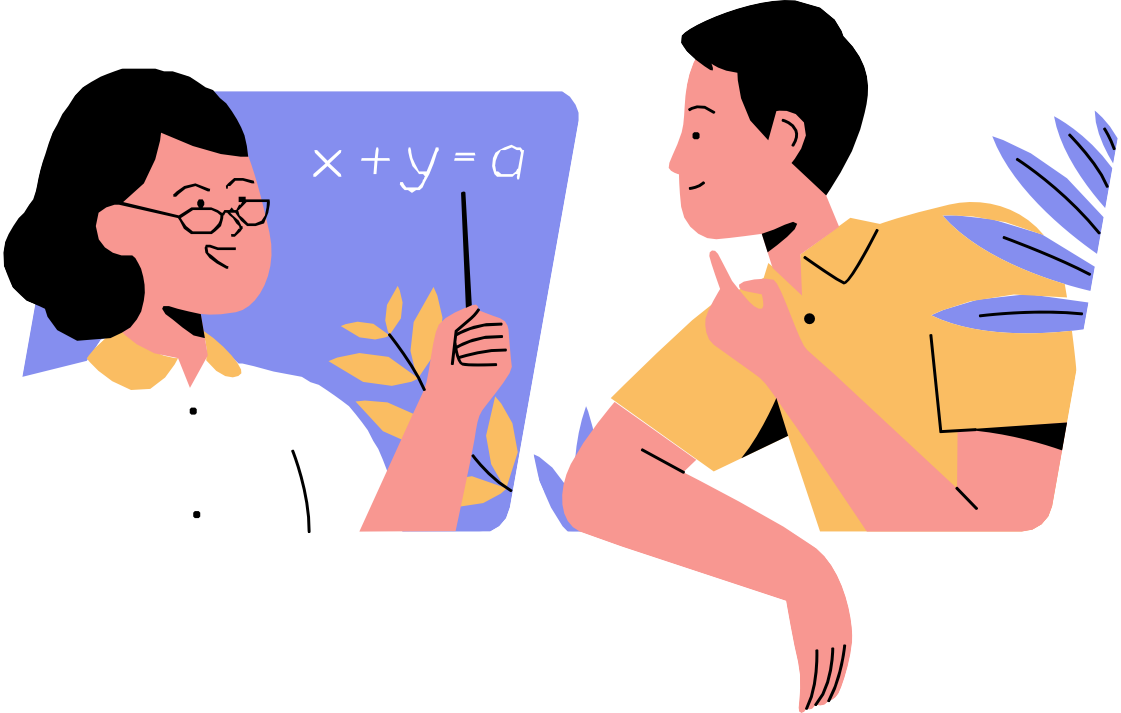 x + y = a